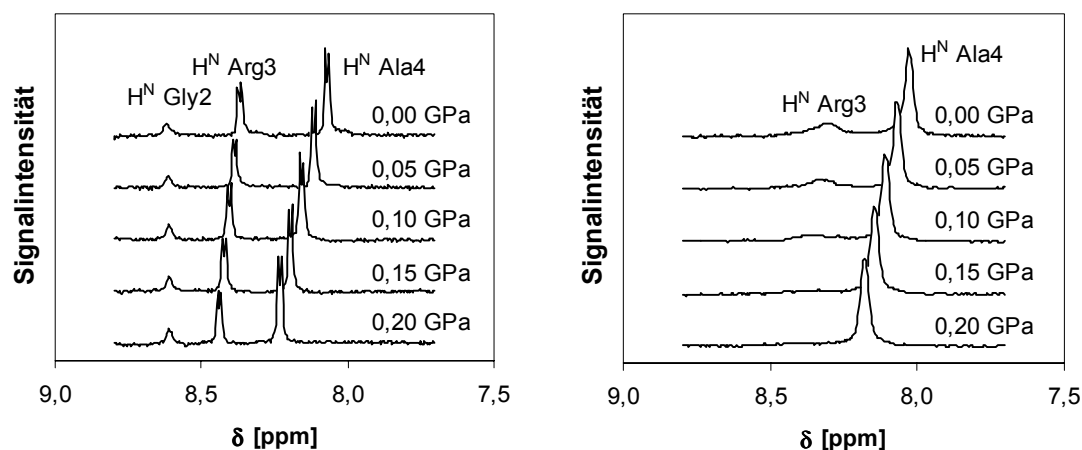 Signalintensität
H^N Gly2
H^N Arg3
H^N Ala4
0,00 GPa
0,05 GPa
0,10 GPa
0,15 GPa
0,20 GPa
9,0 8,5 8,0 7,5
δ [ppm]
Signalintensität
H^N Arg3
H^N Ala4
0,00 GPa
0,05 GPa
0,10 GPa
0,15 GPa
0,20 GPa
9,0 8,5 8,0 7,5
δ [ppm]